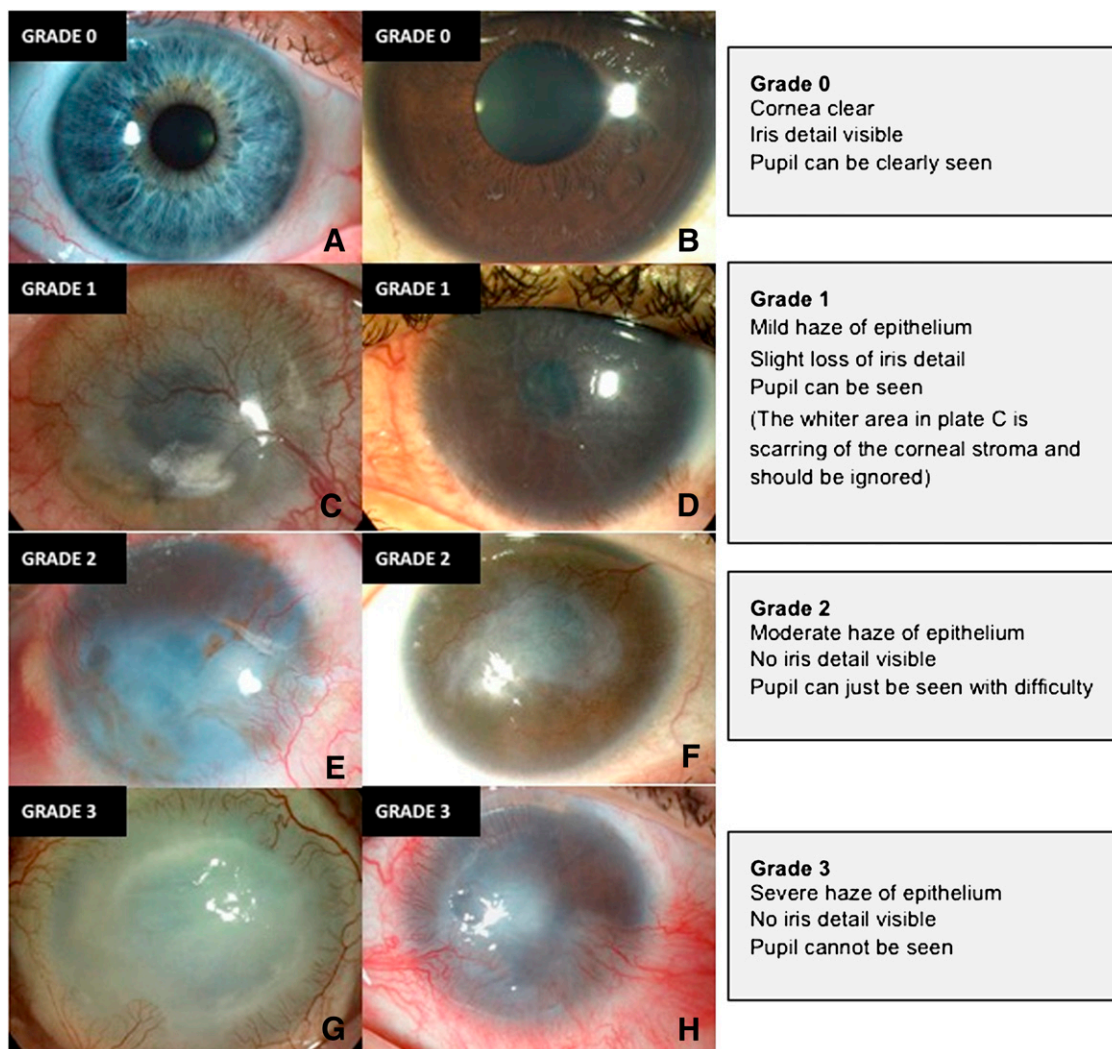 GRADE 0
GRADE 0
A
B
Grade 0
Cornea clear
Iris detail visible
Pupil can be clearly seen
GRADE 1
GRADE 1
C
D
Grade 1
Mild haze of epithelium
Slight loss of iris detail
Pupil can be seen
(The whiter area in plate C is
scarring of the corneal stroma and
should be ignored)
GRADE 2
GRADE 2
E
F
Grade 2
Moderate haze of epithelium
No iris detail visible
Pupil can just be seen with difficulty
GRADE 3
GRADE 3
G
H
Grade 3
Severe haze of epithelium
No iris detail visible
Pupil cannot be seen